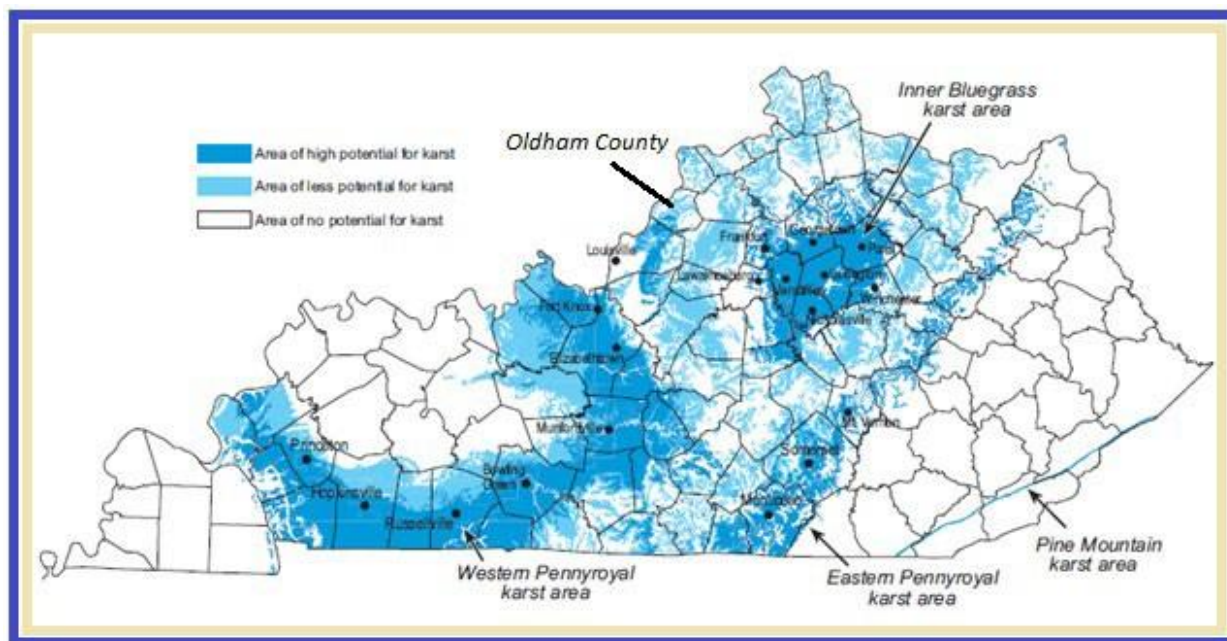 Inner Bluegrass
karst area
Oldham County
Area of high potential for karst
Area of less potential for karst
Area of no potential for karst
Georgetown
Frankfort
Paris
Louisville
Lawrenceburg
Lexington
Versailles
Winchester
Nicholasville
Fort Knox
Elizabethtown
Mt. Vernon
Munfordville
Somerset
Princeton
Bowling
Green
Monticello
Hopkinsville
Russellville
Western Pennyroyal
karst area
Eastern Pennyroyal
karst area
Pine Mountain
karst area